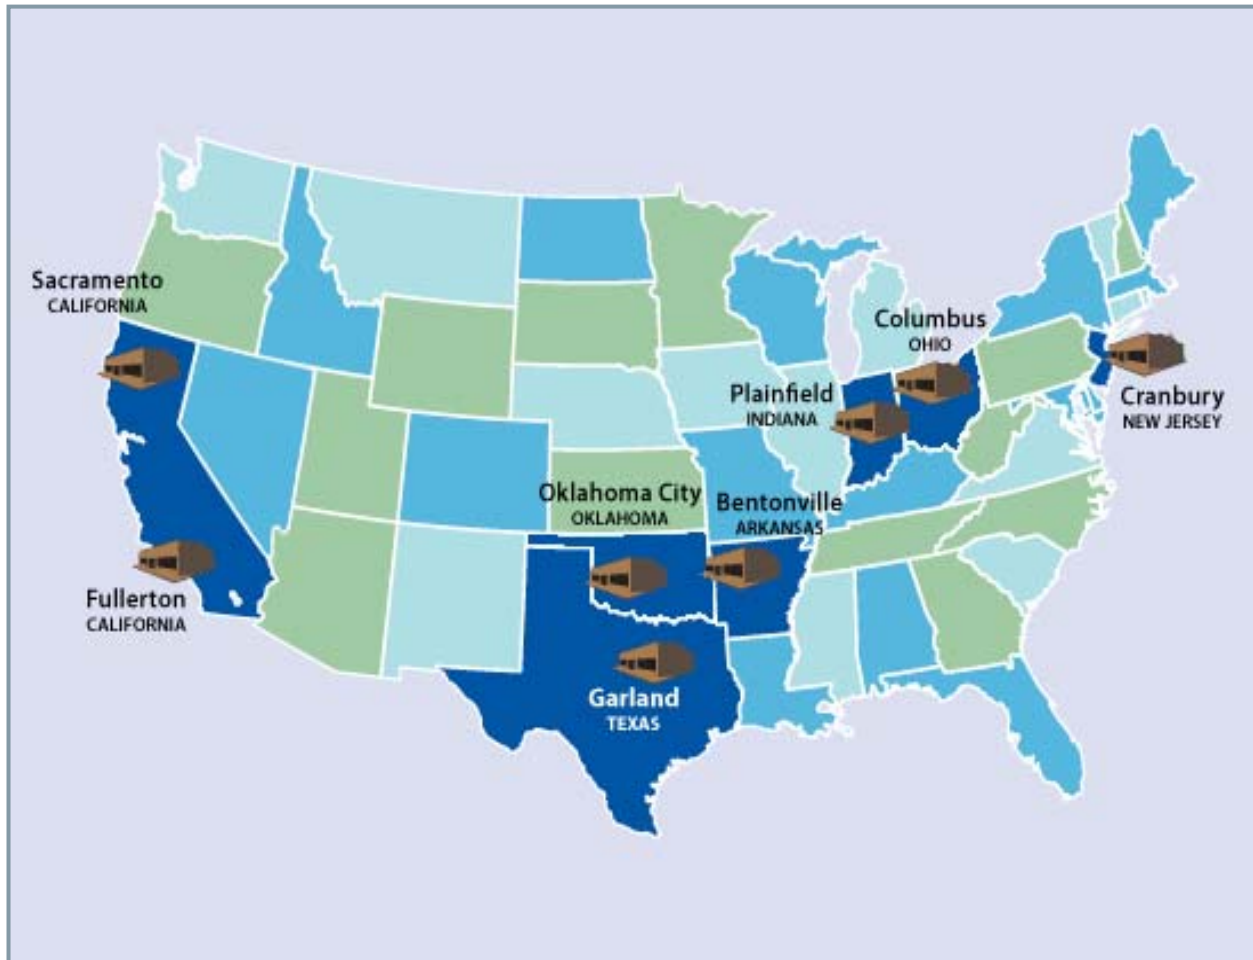 Sacramento
CALIFORNIA
Columbus
OHIO
Plainfield
INDIANA
Cranbury
NEW JERSEY
Oklahoma City
OKLAHOMA
Bentonville
ARKANSAS
Fullerton
CALIFORNIA
Garland
TEXAS